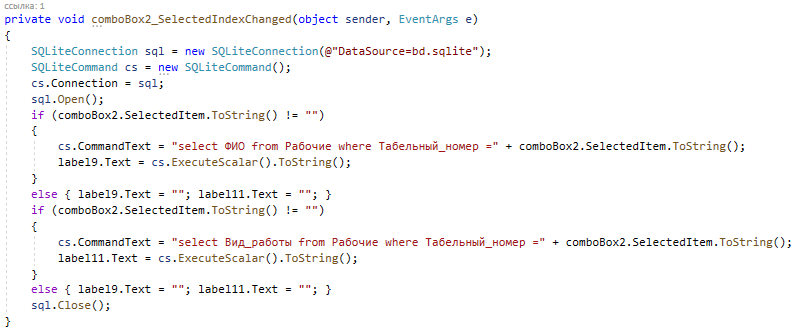 ссылка: 1
private void comboBox2_SelectedIndexChanged(object sender, EventArgs e)
{
    SQLiteConnection sql = new SQLiteConnection(@"DataSource=bd.sqlite");
    SQLiteCommand cs = new SQLiteCommand();
    cs.Connection = sql;
    sql.Open();
    if (comboBox2.SelectedItem.ToString() != "")
    {
        cs.CommandText = "select ФИО from Рабочие where Табельный_номер =" + comboBox2.SelectedItem.ToString();
        label9.Text = cs.ExecuteScalar().ToString();
    }
    else { label9.Text = ""; label11.Text = ""; }
    if (comboBox2.SelectedItem.ToString() != "")
    {
        cs.CommandText = "select Вид_работы from Рабочие where Табельный_номер =" + comboBox2.SelectedItem.ToString();
        label11.Text = cs.ExecuteScalar().ToString();
    }
    else { label9.Text = ""; label11.Text = ""; }
    sql.Close();
}